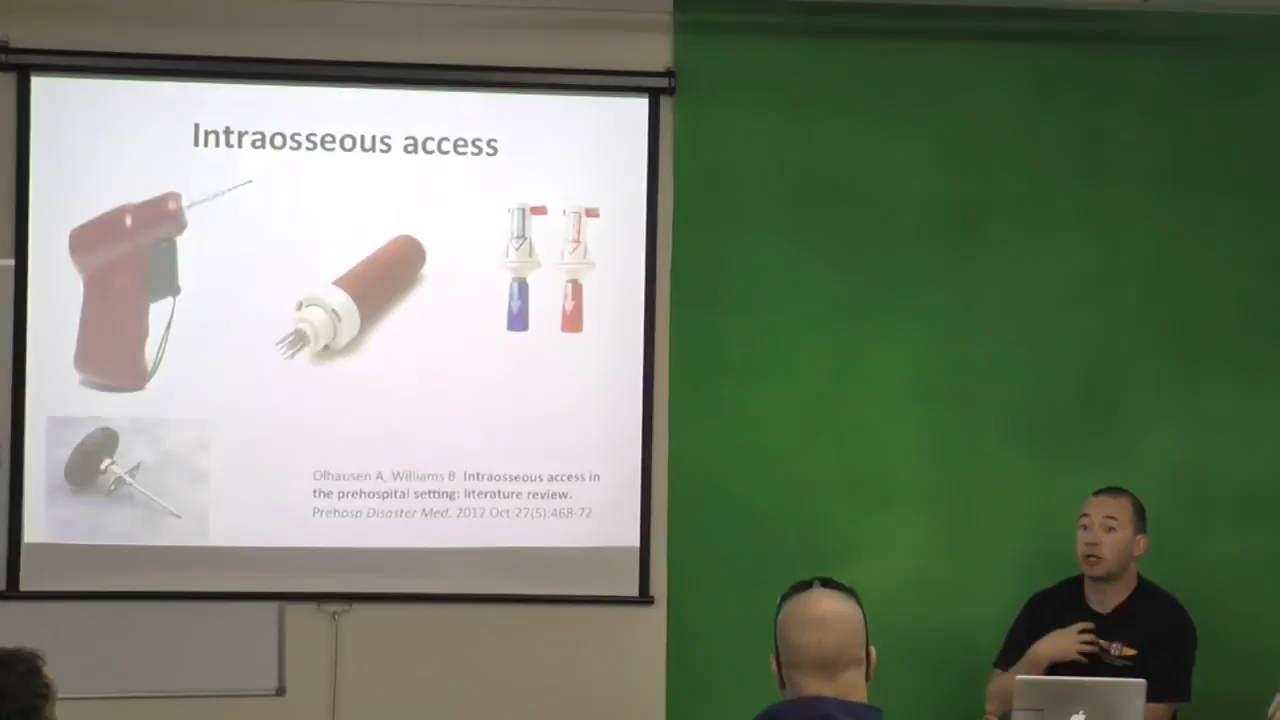 Intraosseous access
Olhausen A, Williams B. Intraosseous access in
the prehospital setting: literature review.
Prehosp Disaster Med. 2012 Oct;27(5):468-72